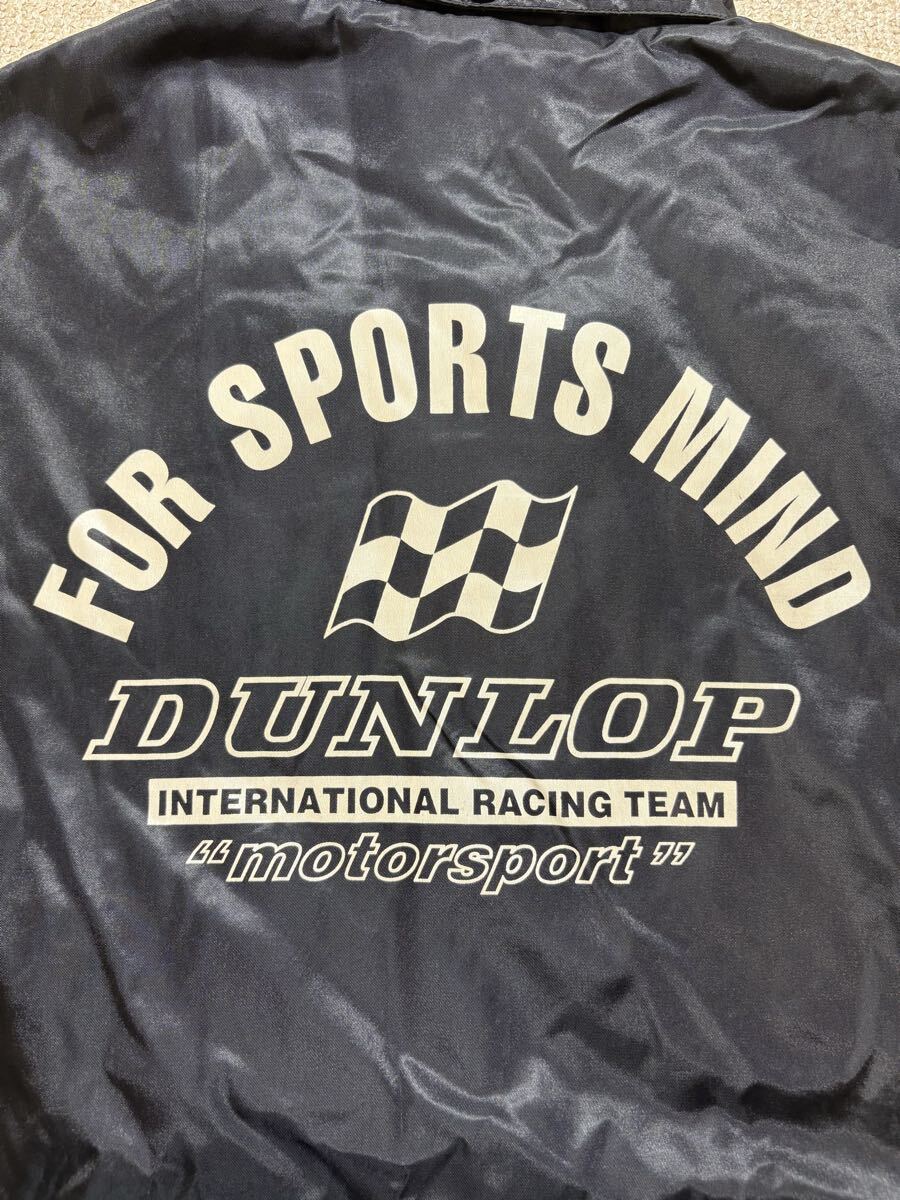 FOR SPORTS MIND
DUNLOP
INTERNATIONAL RACING TEAM
“motorsport”